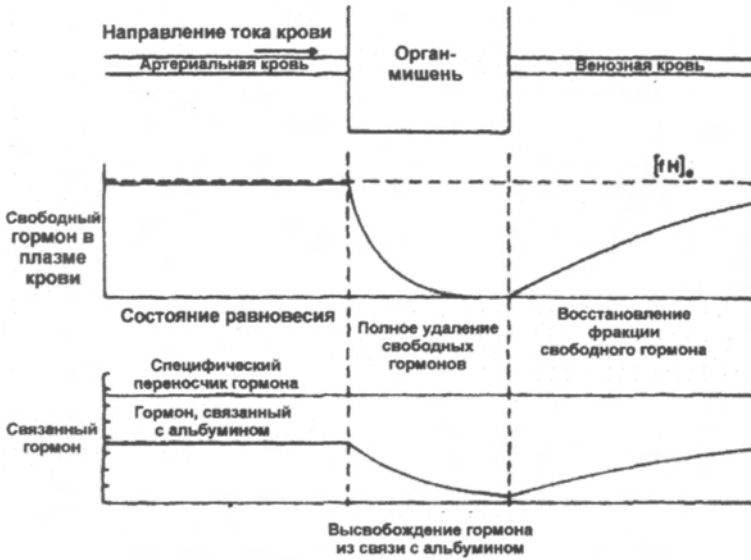 Направление тока крови
Артериальная кровь
Орган-
мишень
Венозная кровь
[fH]₀
Свободный
гормон в
плазме
крови
Состояние равновесия
Полное удаление
свободных
гормонов
Восстановление
фракции
свободного гормона
Специфический
переносчик гормона
Гормон, связанный
с альбумином
Связанный
гормон
Высвобождение гормона
из связи с альбумином